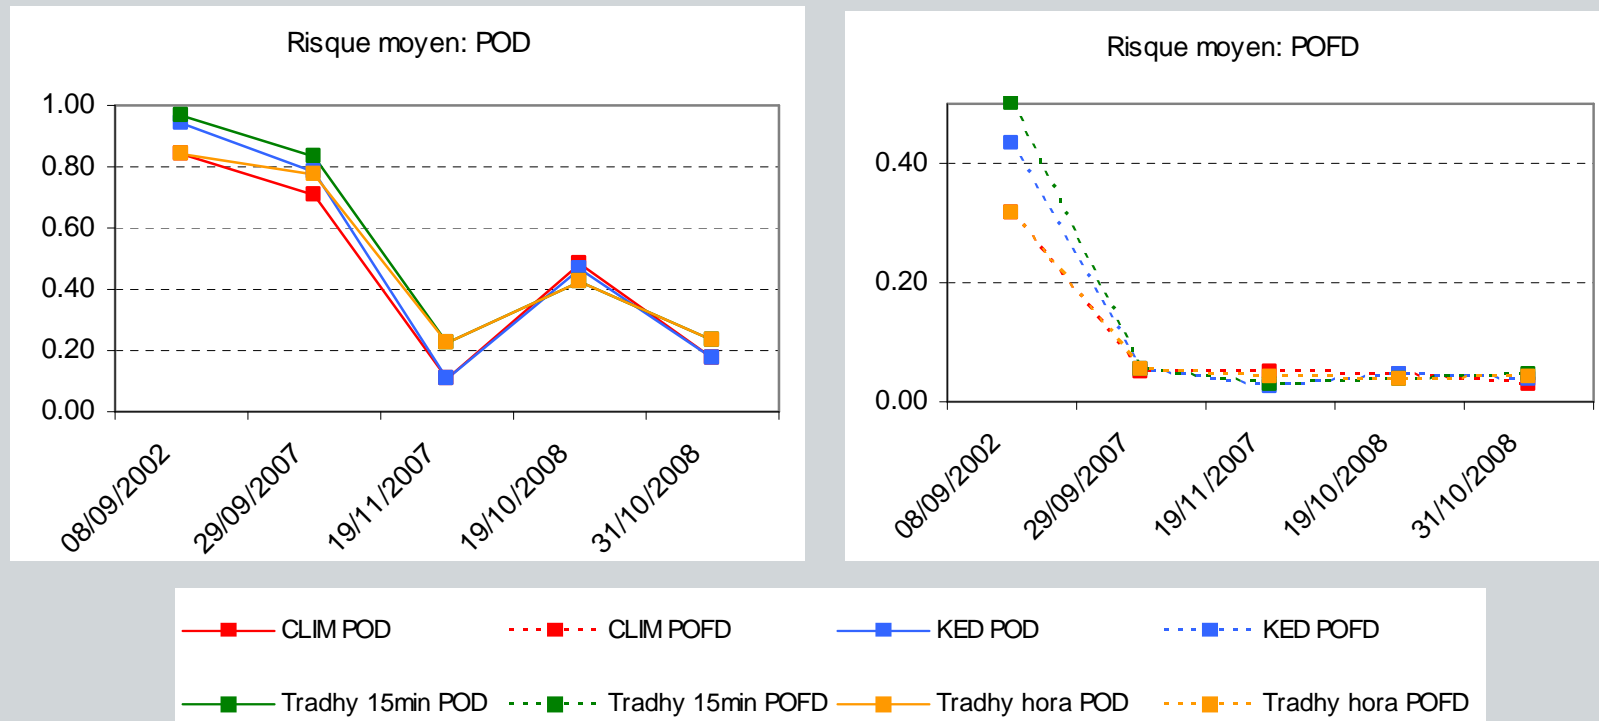 Risque moyen: POD
1.00
0.80
0.60
0.40
0.20
0.00
08/09/2002
29/09/2007
19/11/2007
19/10/2008
31/10/2008
Risque moyen: POFD
0.40
0.20
0.00
08/09/2002
29/09/2007
19/11/2007
19/10/2008
31/10/2008
CLIM POD
CLIM POFD
KED POD
KED POFD
Tradhy 15min POD
Tradhy 15min POFD
Tradhy hora POD
Tradhy hora POFD